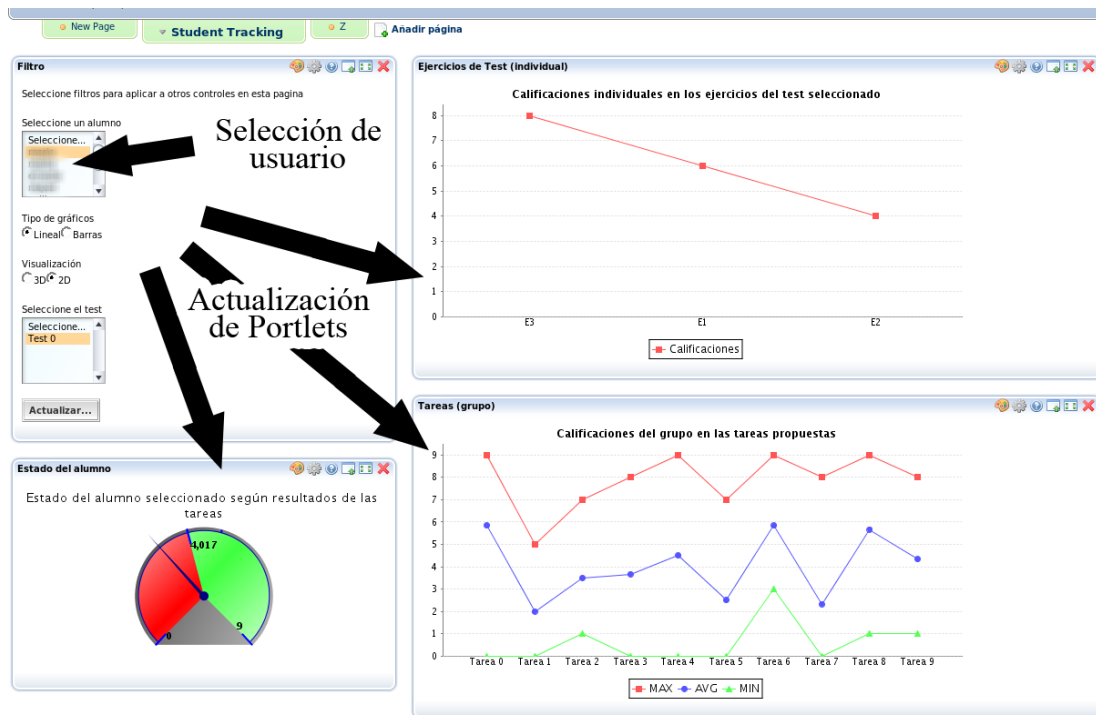 New Page
Student Tracking
Z
Añadir página
Filtro
Seleccione filtros para aplicar a otros controles en esta pagina
Seleccione un alumno
Seleccione...
Selección de
usuario
Tipo de gráficos
Lineal Barras
Visualización
3D 2D
Actualización
de Portlets
Seleccione el test
Seleccione...
Test 0
Actualizar...
Estado del alumno
Estado del alumno seleccionado según resultados de las
tareas
4,017
0
9
Ejercicios de Test (individual)
Calificaciones individuales en los ejercicios del test seleccionado
8
7
6
5
4
3
2
1
0
E3 E1 E2
Calificaciones
Tareas (grupo)
Calificaciones del grupo en las tareas propuestas
9
8
7
6
5
4
3
2
1
0
Tarea 0 Tarea 1 Tarea 2 Tarea 3 Tarea 4 Tarea 5 Tarea 6 Tarea 7 Tarea 8 Tarea 9
MAX AVG MIN